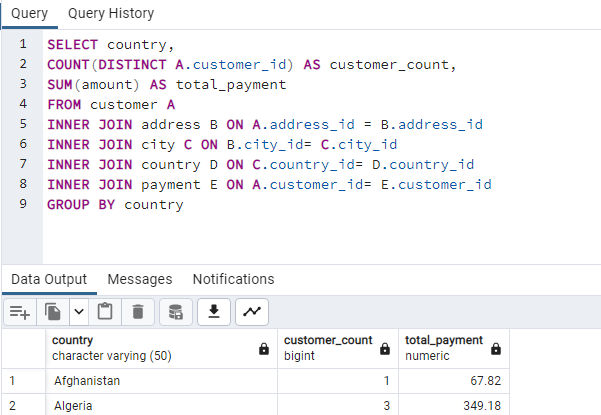 Query Query History
1 SELECT country,
2 COUNT(DISTINCT A.customer_id) AS customer_count,
3 SUM(amount) AS total_payment
4 FROM customer A
5 INNER JOIN address B ON A.address_id = B.address_id
6 INNER JOIN city C ON B.city_id= C.city_id
7 INNER JOIN country D ON C.country_id= D.country_id
8 INNER JOIN payment E ON A.customer_id= E.customer_id
9 GROUP BY country
Data Output Messages Notifications
country customer_count total_payment
character varying (50) bigint numeric
1 Afghanistan 1 67.82
2 Algeria 3 349.18